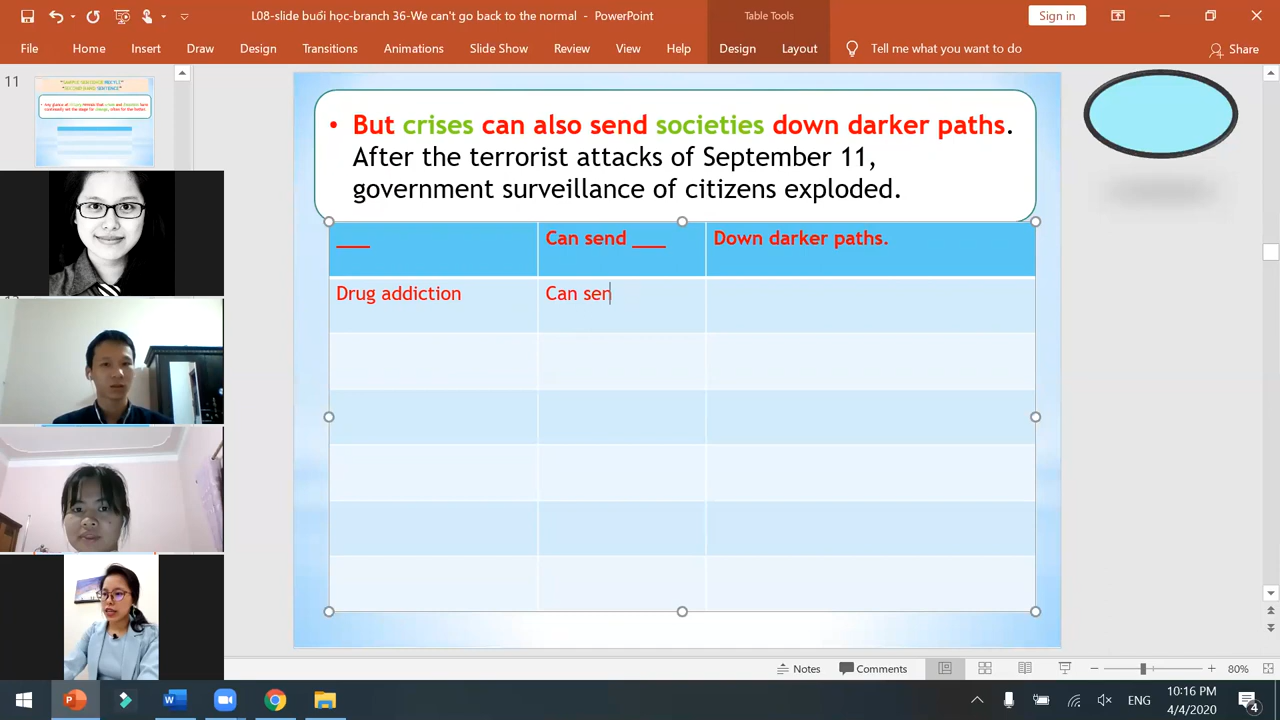 L08-slide buổi học-branch 36-We can't go back to the normal - PowerPoint
Table Tools
Sign in
File Home Insert Draw Design Transitions Animations Slide Show Review View Help Design Layout Tell me what you want to do Share
11
• But crises can also send societies down darker paths.
After the terrorist attacks of September 11,
government surveillance of citizens exploded.
___ Can send ___ Down darker paths.
Drug addiction Can sen
Notes Comments 80%
ENG
10:16 PM
4/4/2020
4